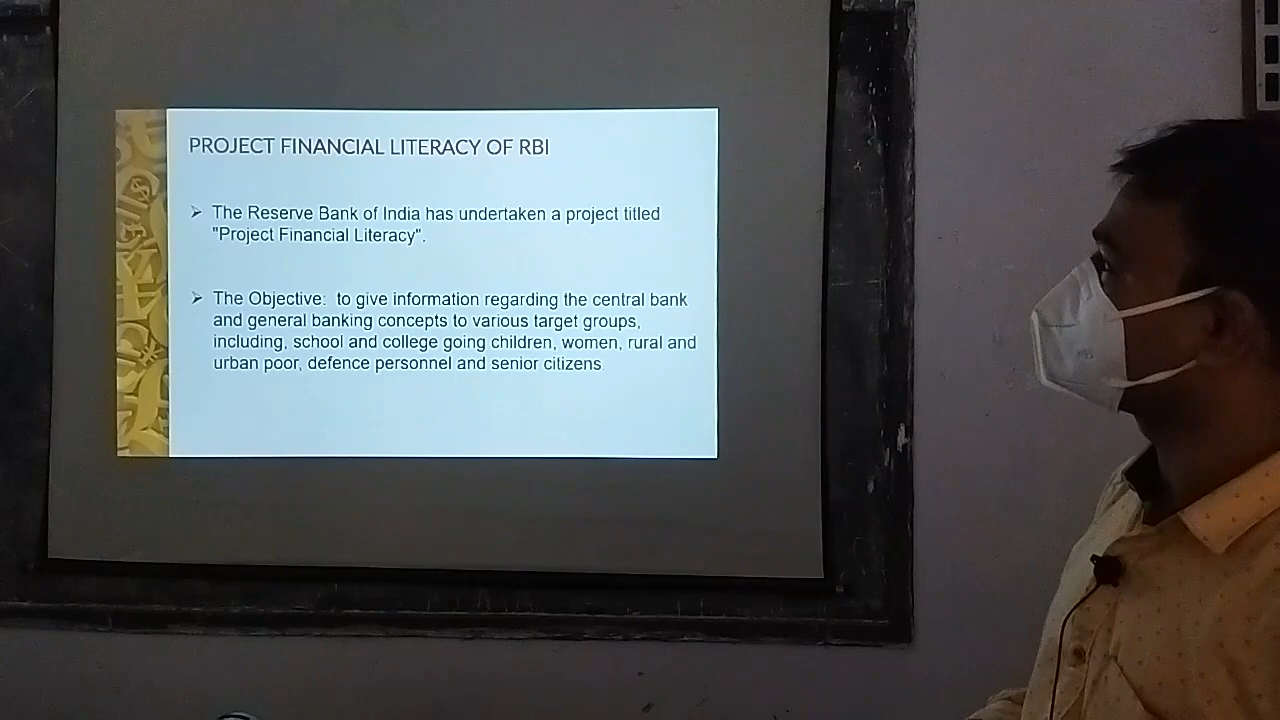 PROJECT FINANCIAL LITERACY OF RBI
➢ The Reserve Bank of India has undertaken a project titled
"Project Financial Literacy".
➢ The Objective: to give information regarding the central bank
and general banking concepts to various target groups,
including, school and college going children, women, rural and
urban poor, defence personnel and senior citizens